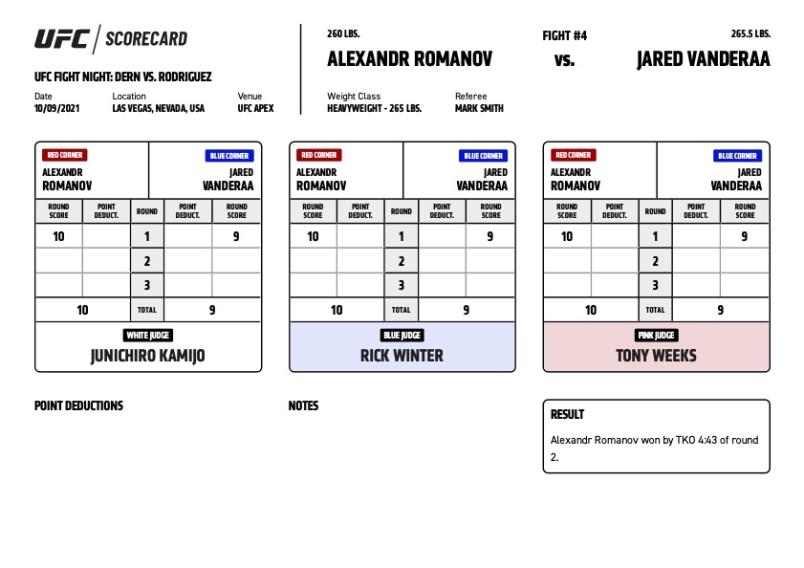 UFC / SCORECARD
UFC FIGHT NIGHT: DERN VS. RODRIGUEZ
Date Location Venue
10/09/2021 LAS VEGAS, NEVADA, USA UFC APEX
260 LBS. FIGHT #4 265.5 LBS.
ALEXANDR ROMANOV VS. JARED VANDERAA
Weight Class Referee
HEAVYWEIGHT - 265 LBS. MARK SMITH
RED CORNER BLUE CORNER
ALEXANDR JARED
ROMANOV VANDERAA
ROUND POINT ROUND POINT ROUND
SCORE DEDUCT. DEDUCT. SCORE
10 1 9
2
3
10 TOTAL 9
WHITE JUDGE
JUNICHIRO KAMIJO
RED CORNER BLUE CORNER
ALEXANDR JARED
ROMANOV VANDERAA
ROUND POINT ROUND POINT ROUND
SCORE DEDUCT. DEDUCT. SCORE
10 1 9
2
3
10 TOTAL 9
BLUE JUDGE
RICK WINTER
RED CORNER BLUE CORNER
ALEXANDR JARED
ROMANOV VANDERAA
ROUND POINT ROUND POINT ROUND
SCORE DEDUCT. DEDUCT. SCORE
10 1 9
2
3
10 TOTAL 9
PINK JUDGE
TONY WEEKS
POINT DEDUCTIONS
NOTES
RESULT
Alexandr Romanov won by TKO 4:43 of round
2.